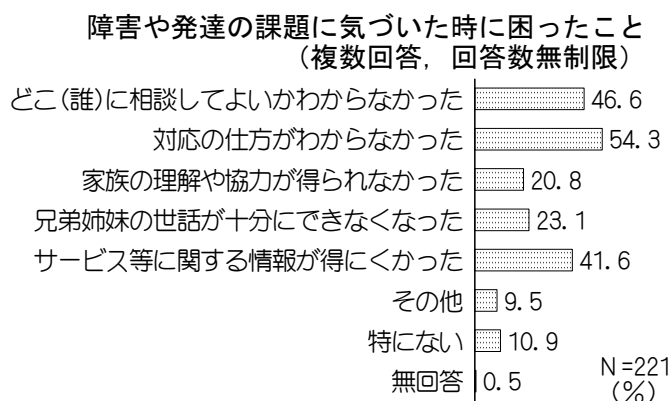 障害や発達の課題に気づいた時に困ったこと
（複数回答，回答数無制限）
どこ(誰)に相談してよいかわからなかった 46.6
対応の仕方がわからなかった 54.3
家族の理解や協力が得られなかった 20.8
兄弟姉妹の世話が十分にできなくなった 23.1
サービス等に関する情報が得にくかった 41.6
その他 9.5
特にない 10.9
無回答 0.5
N=221
(%)